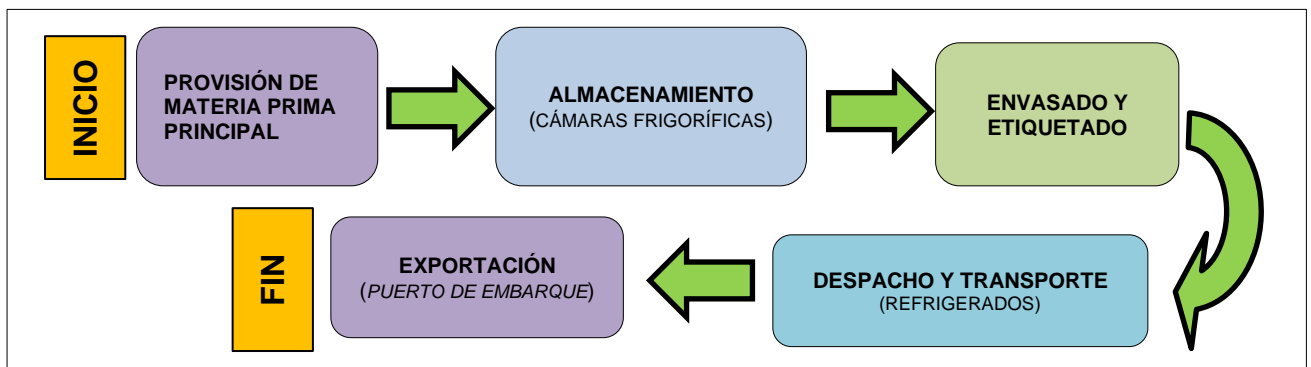 INICIO
PROVISIÓN DE
MATERIA PRIMA
PRINCIPAL
ALMACENAMIENTO
(CÁMARAS FRIGORÍFICAS)
ENVASADO Y
ETIQUETADO
DESPACHO Y TRANSPORTE
(REFRIGERADOS)
EXPORTACIÓN
(PUERTO DE EMBARQUE)
FIN